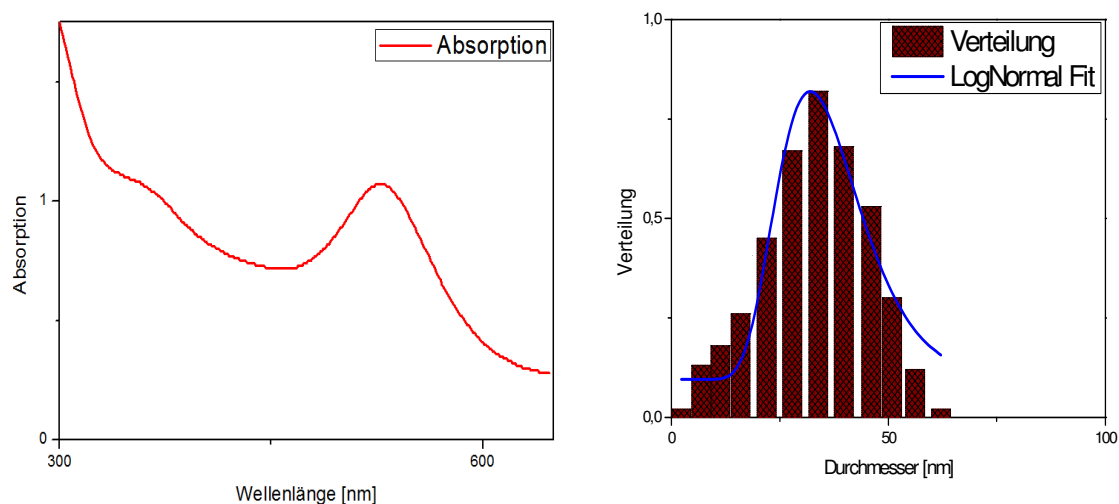 Absorption
Absorption
1
0
300
600
Wellenlänge [nm]
Verteilung
LogNormal Fit
Verteilung
1,0
0,5
0,0
0
50
100
Durchmesser [nm]